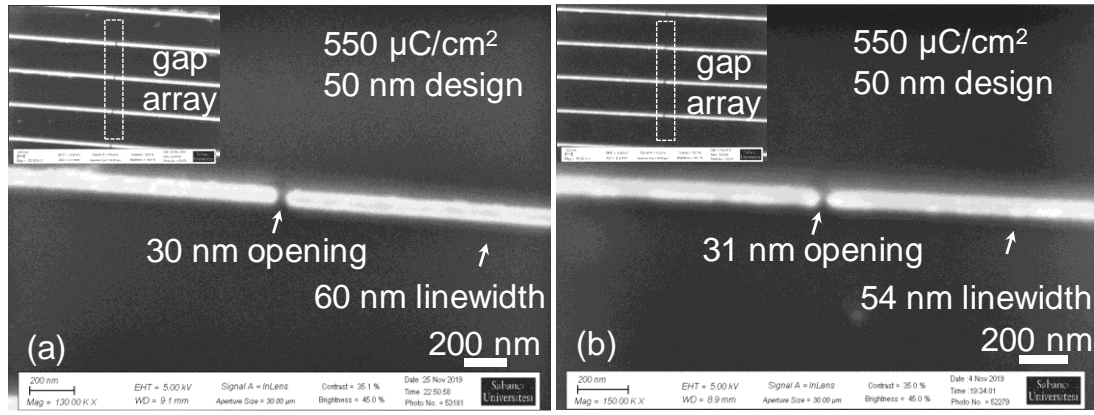 gap
array
550 µC/cm²
50 nm design
30 nm opening
60 nm linewidth
(a)
200 nm
200 nm
Mag = 130.00 K X
EHT = 5.00 kV
WD = 9.1 mm
Signal A = InLens
Aperture Size = 30.00 µm
Contrast = 35.1 %
Brightness = 45.0 %
Date :25 Nov 2019
Time :22:50:58
Photo No. = 53181
Sabancı
Universitesi
gap
array
550 µC/cm²
50 nm design
31 nm opening
54 nm linewidth
(b)
200 nm
200 nm
Mag = 150.00 K X
EHT = 5.00 kV
WD = 8.9 mm
Signal A = InLens
Aperture Size = 30.00 µm
Contrast = 35.0 %
Brightness = 45.0 %
Date :4 Nov 2019
Time :19:34:01
Photo No. = 52279
Sabancı
Universitesi